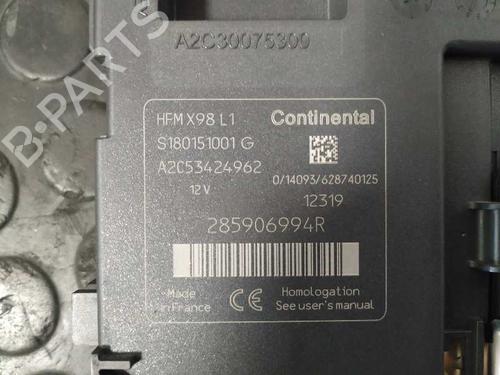 A2C30075300
HFM X98 L1
Continental
S180151001 G
A2C53424962
12 V
0/14093/628740125
12319
285906994R
Made
in France
CE
Homologation
See user's manual
B-PARTS